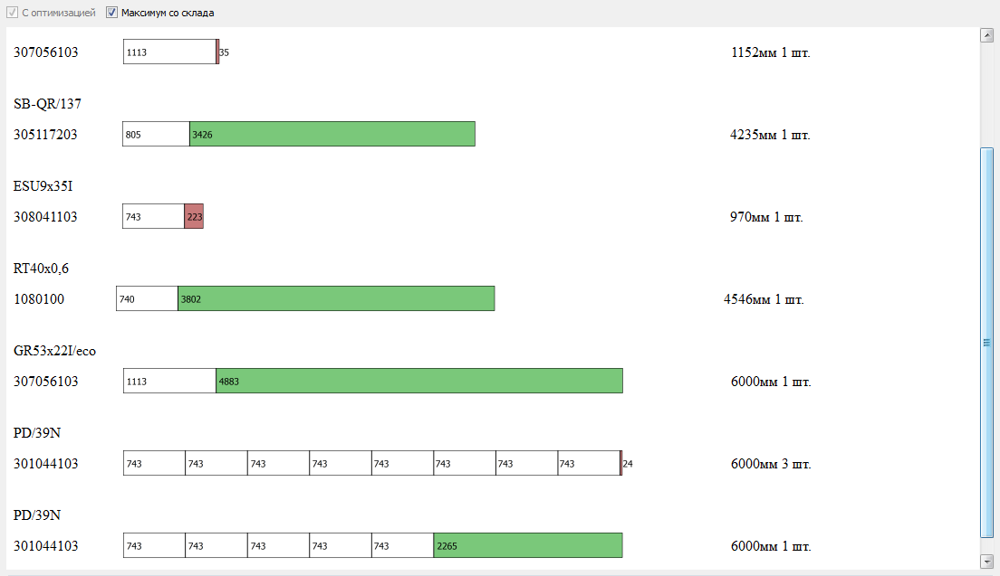 С оптимизацией Максимум со склада
307056103 1113 35 1152мм 1 шт.
SB-QR/137
305117203 805 3426 4235мм 1 шт.
ESU9x35I
308041103 743 223 970мм 1 шт.
RT40x0,6
1080100 740 3802 4546мм 1 шт.
GR53x22I/eco
307056103 1113 4883 6000мм 1 шт.
PD/39N
301044103 743 743 743 743 743 743 743 743 24 6000мм 3 шт.
PD/39N
301044103 743 743 743 743 743 2265 6000мм 1 шт.